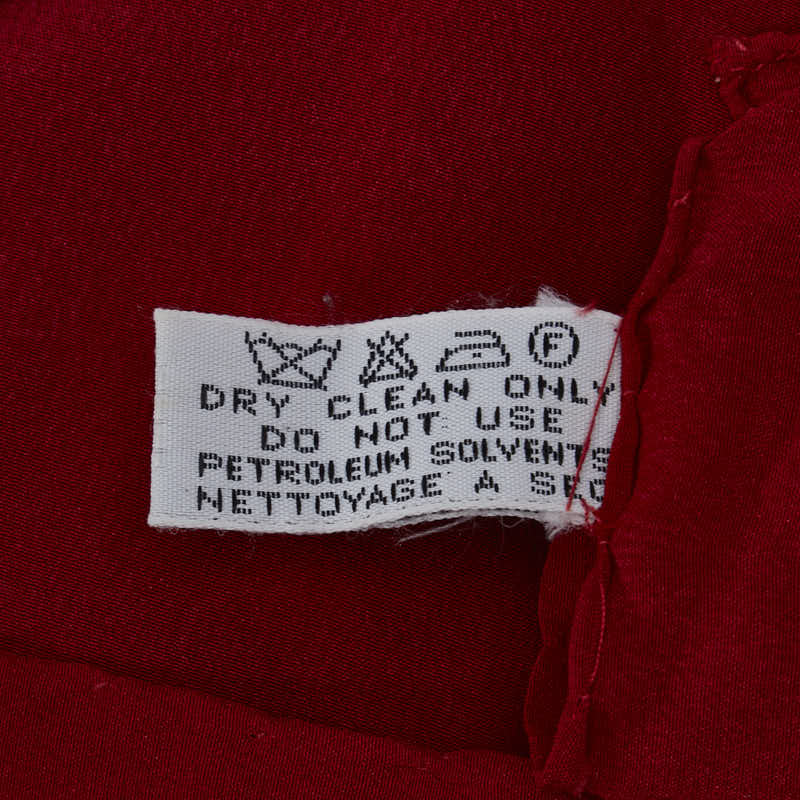 F
DRY CLEAN ONLY
DO NOT USE
PETROLEUM SOLVENTS
NETTOYAGE A SEC